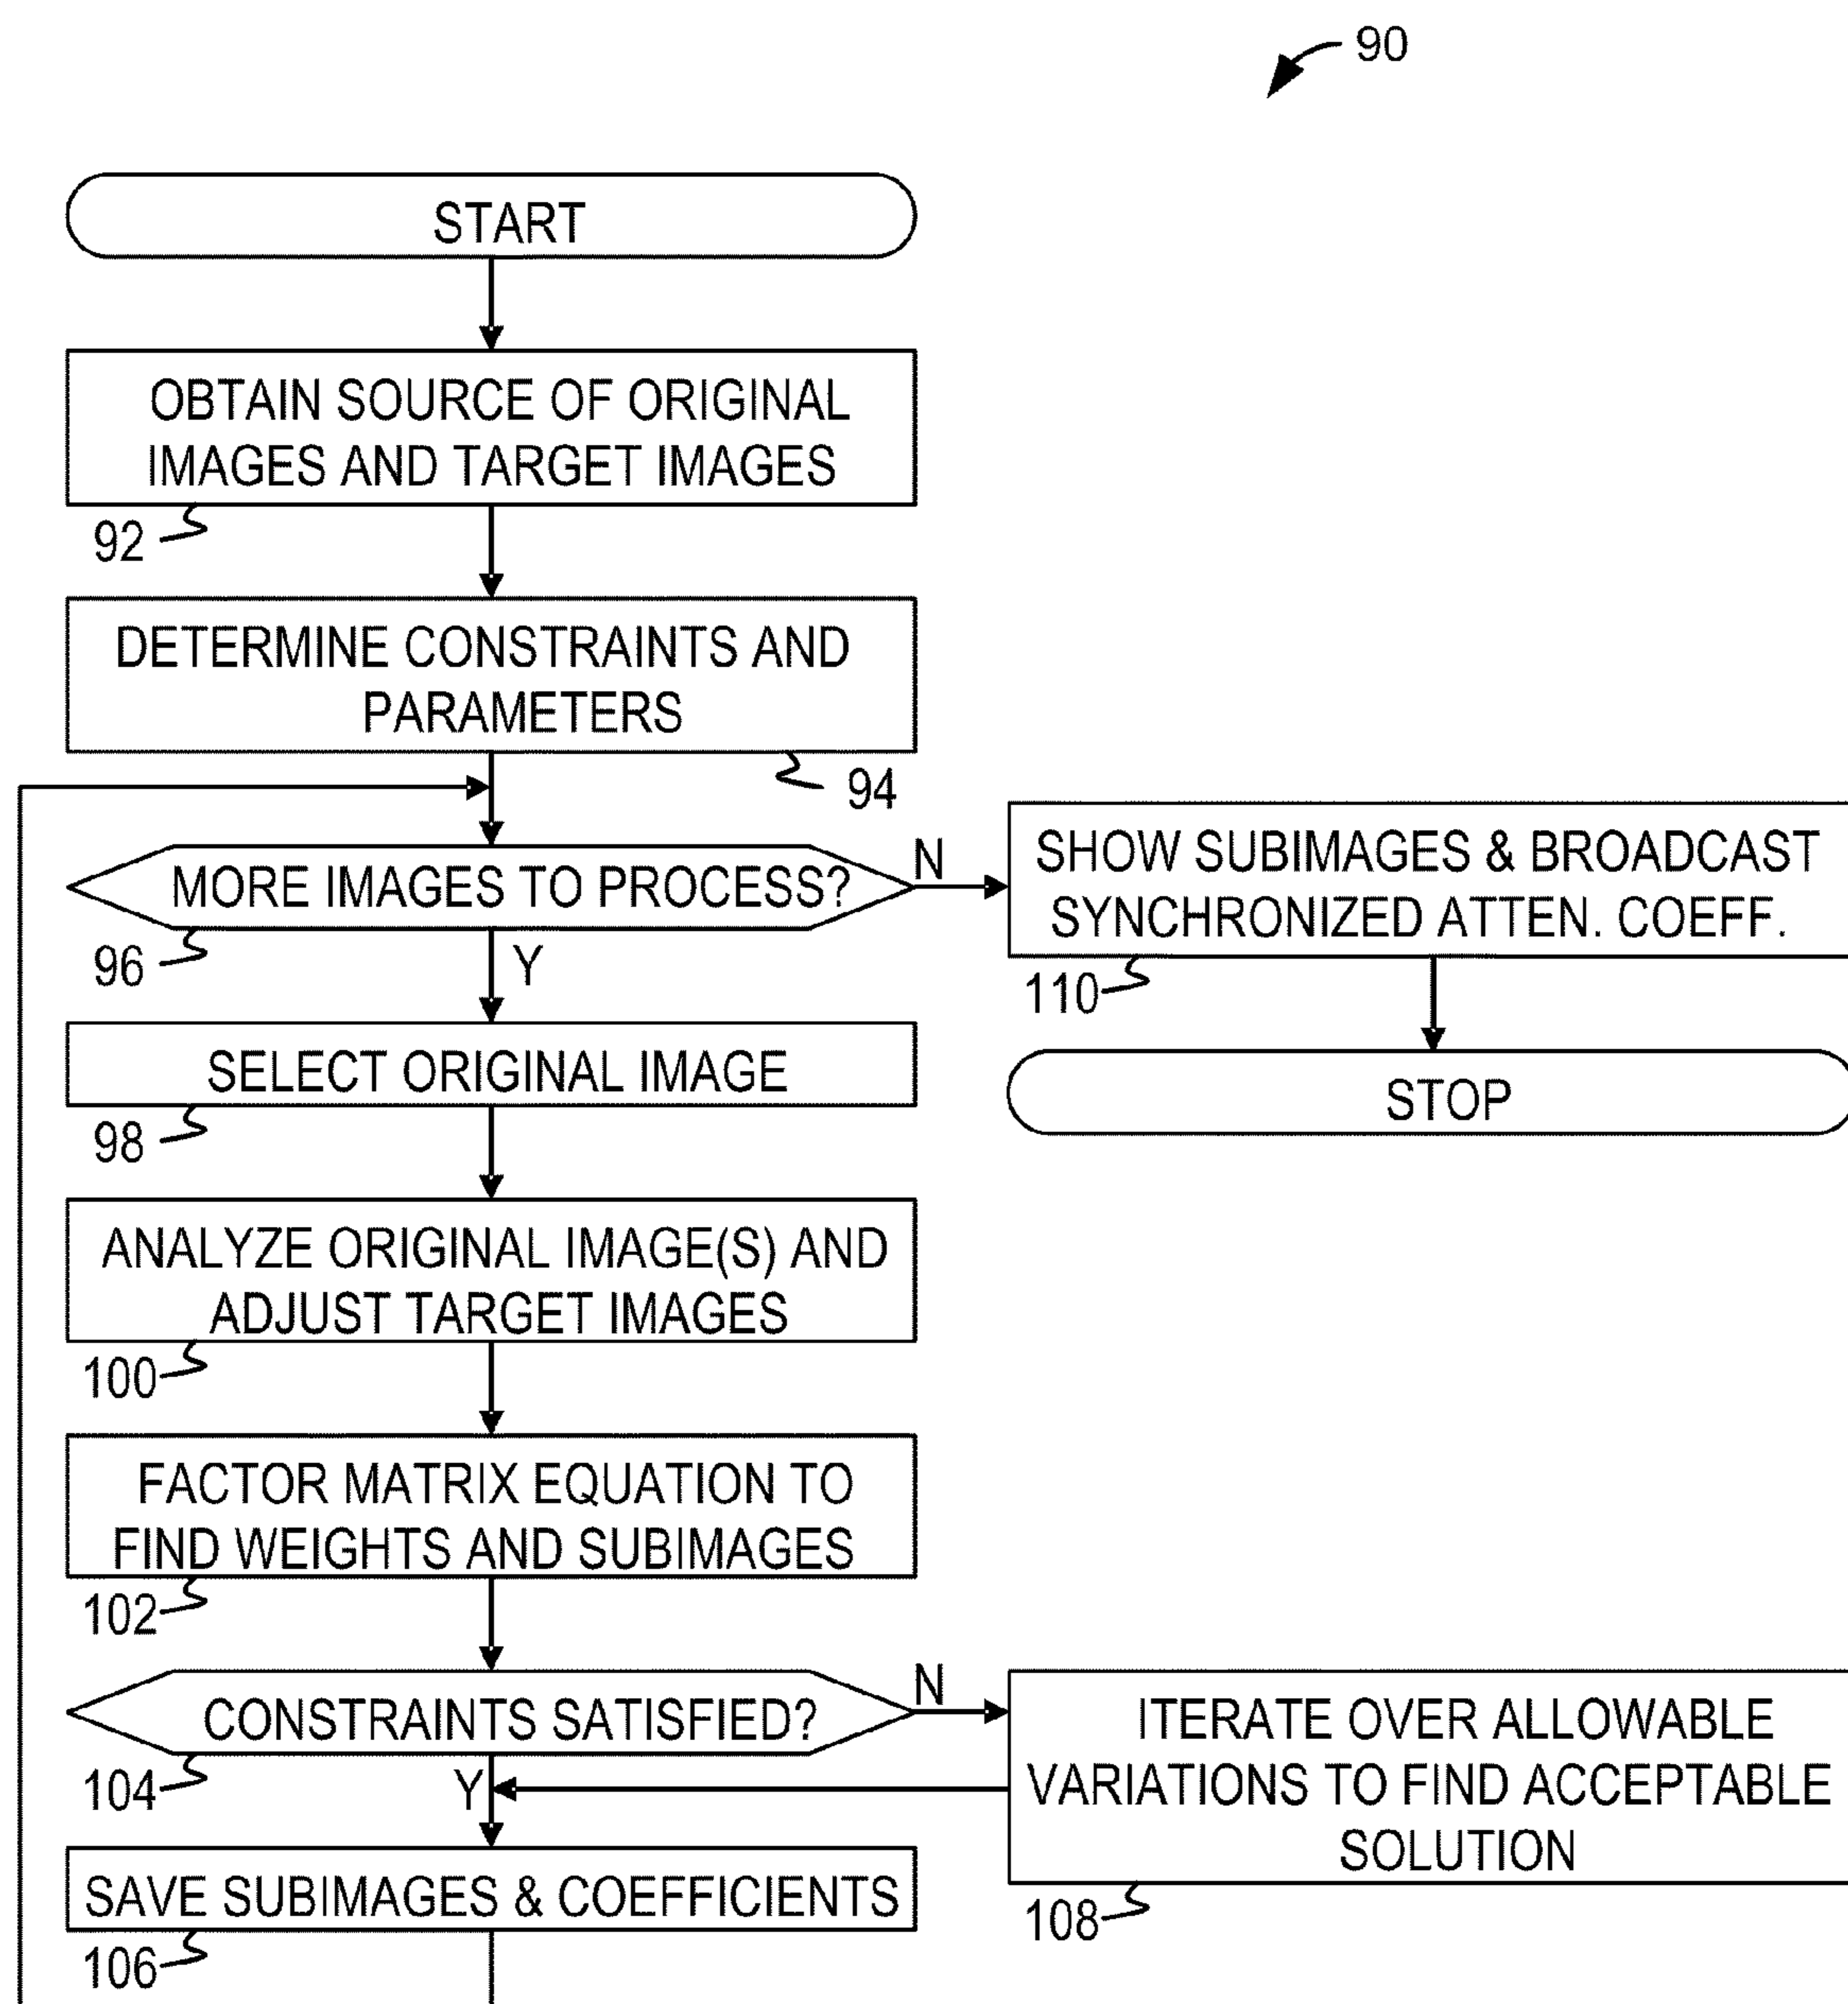 90
START
OBTAIN SOURCE OF ORIGINAL
IMAGES AND TARGET IMAGES
92
DETERMINE CONSTRAINTS AND
PARAMETERS
94
MORE IMAGES TO PROCESS?
N
96
Y
SHOW SUBIMAGES & BROADCAST
SYNCHRONIZED ATTEN. COEFF.
110
STOP
SELECT ORIGINAL IMAGE
98
ANALYZE ORIGINAL IMAGE(S) AND
ADJUST TARGET IMAGES
100
FACTOR MATRIX EQUATION TO
FIND WEIGHTS AND SUBIMAGES
102
CONSTRAINTS SATISFIED?
N
104
Y
ITERATE OVER ALLOWABLE
VARIATIONS TO FIND ACCEPTABLE
SOLUTION
108
SAVE SUBIMAGES & COEFFICIENTS
106